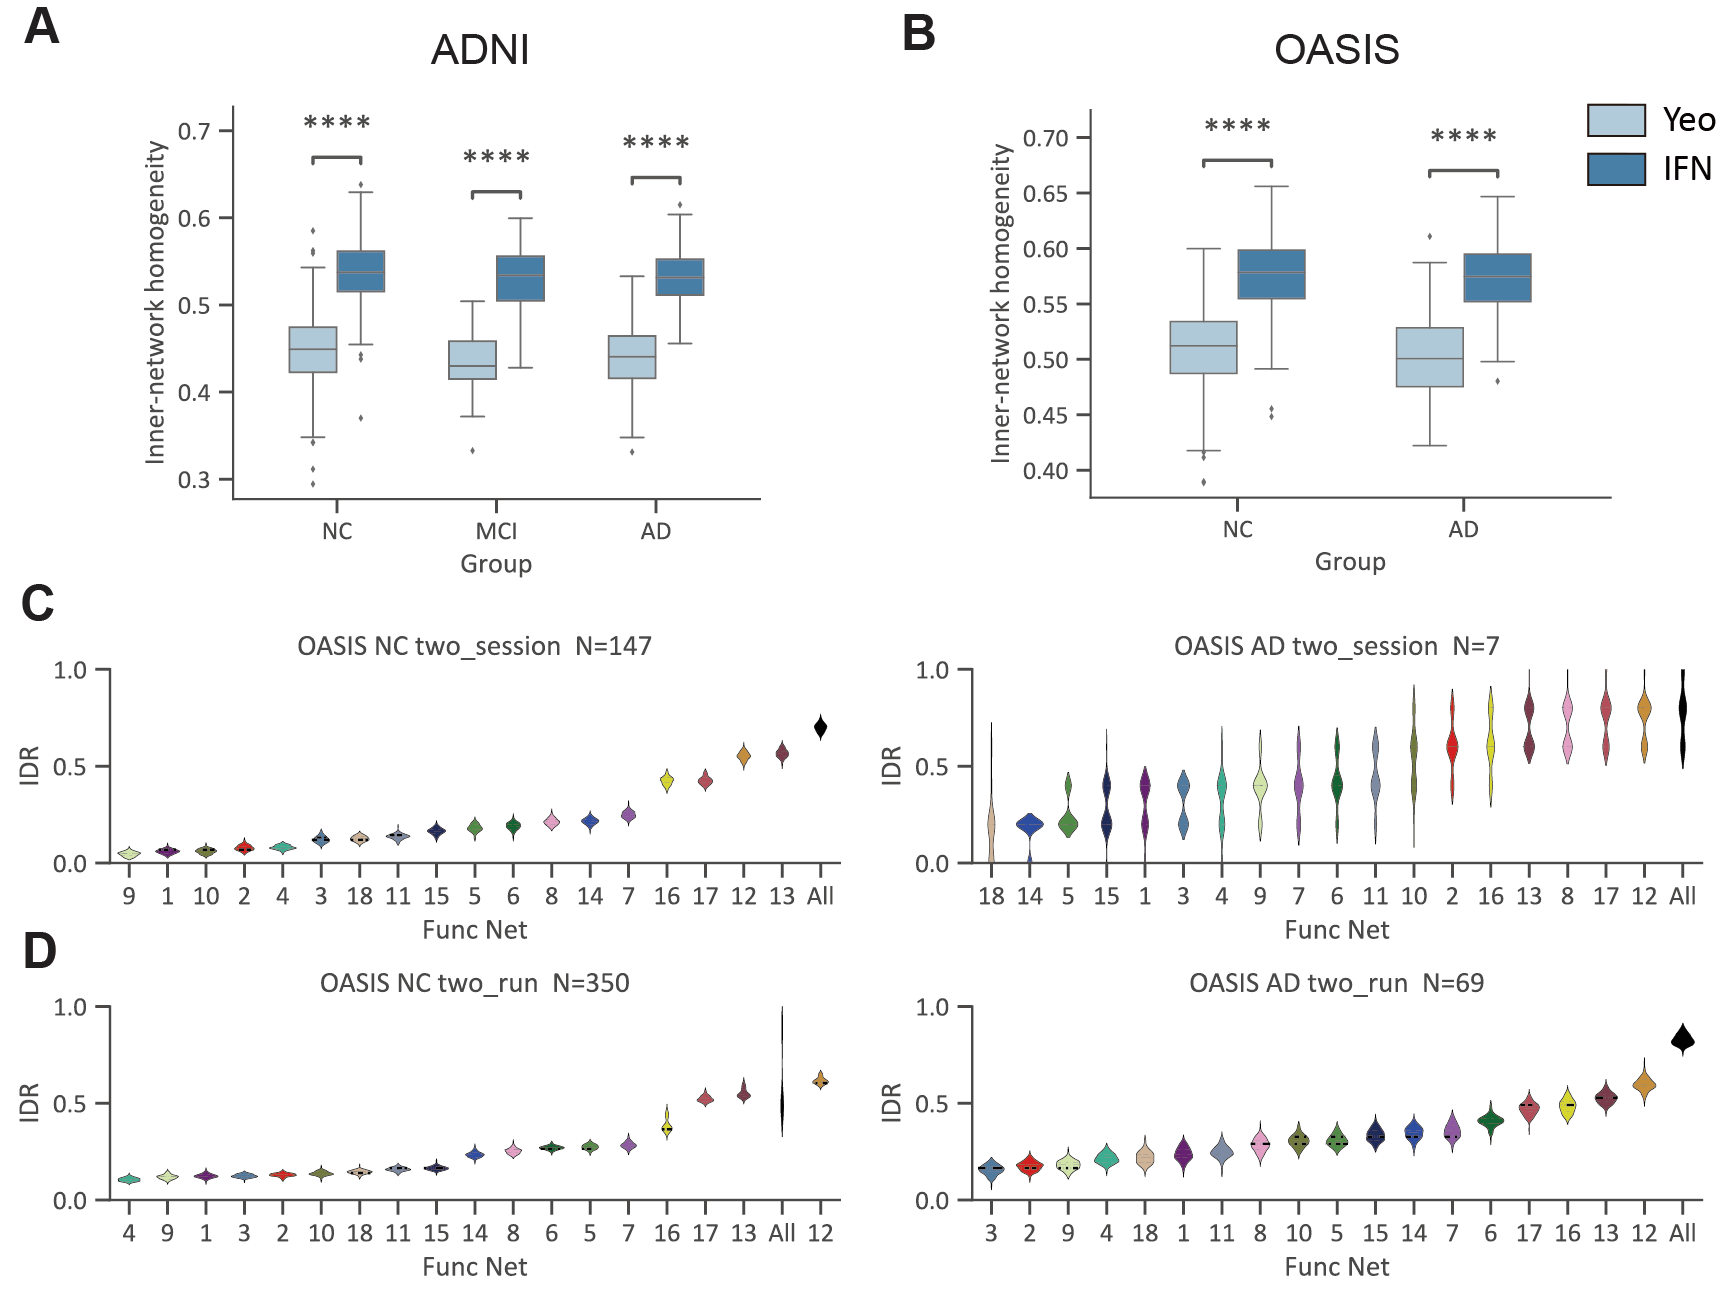 A
ADNI
B
OASIS
Yeo
IFN
****
****
****
0.7
0.6
0.5
0.4
0.3
Inner-network homogeneity
NC MCI AD
Group
****
****
0.70
0.65
0.60
0.55
0.50
0.45
0.40
Inner-network homogeneity
NC AD
Group
C
OASIS NC two_session N=147
1.0
0.5
0.0
IDR
9 1 10 2 4 3 18 11 15 5 6 8 14 7 16 17 12 13 All
Func Net
OASIS AD two_session N=7
1.0
0.5
0.0
IDR
18 14 5 15 1 3 4 9 7 6 11 10 2 16 13 8 17 12 All
Func Net
D
OASIS NC two_run N=350
1.0
0.5
0.0
IDR
4 9 1 3 2 10 18 11 15 14 8 6 5 7 16 17 13 All 12
Func Net
OASIS AD two_run N=69
1.0
0.5
0.0
IDR
3 2 9 4 18 1 11 8 10 5 15 14 7 6 17 16 13 12 All
Func Net